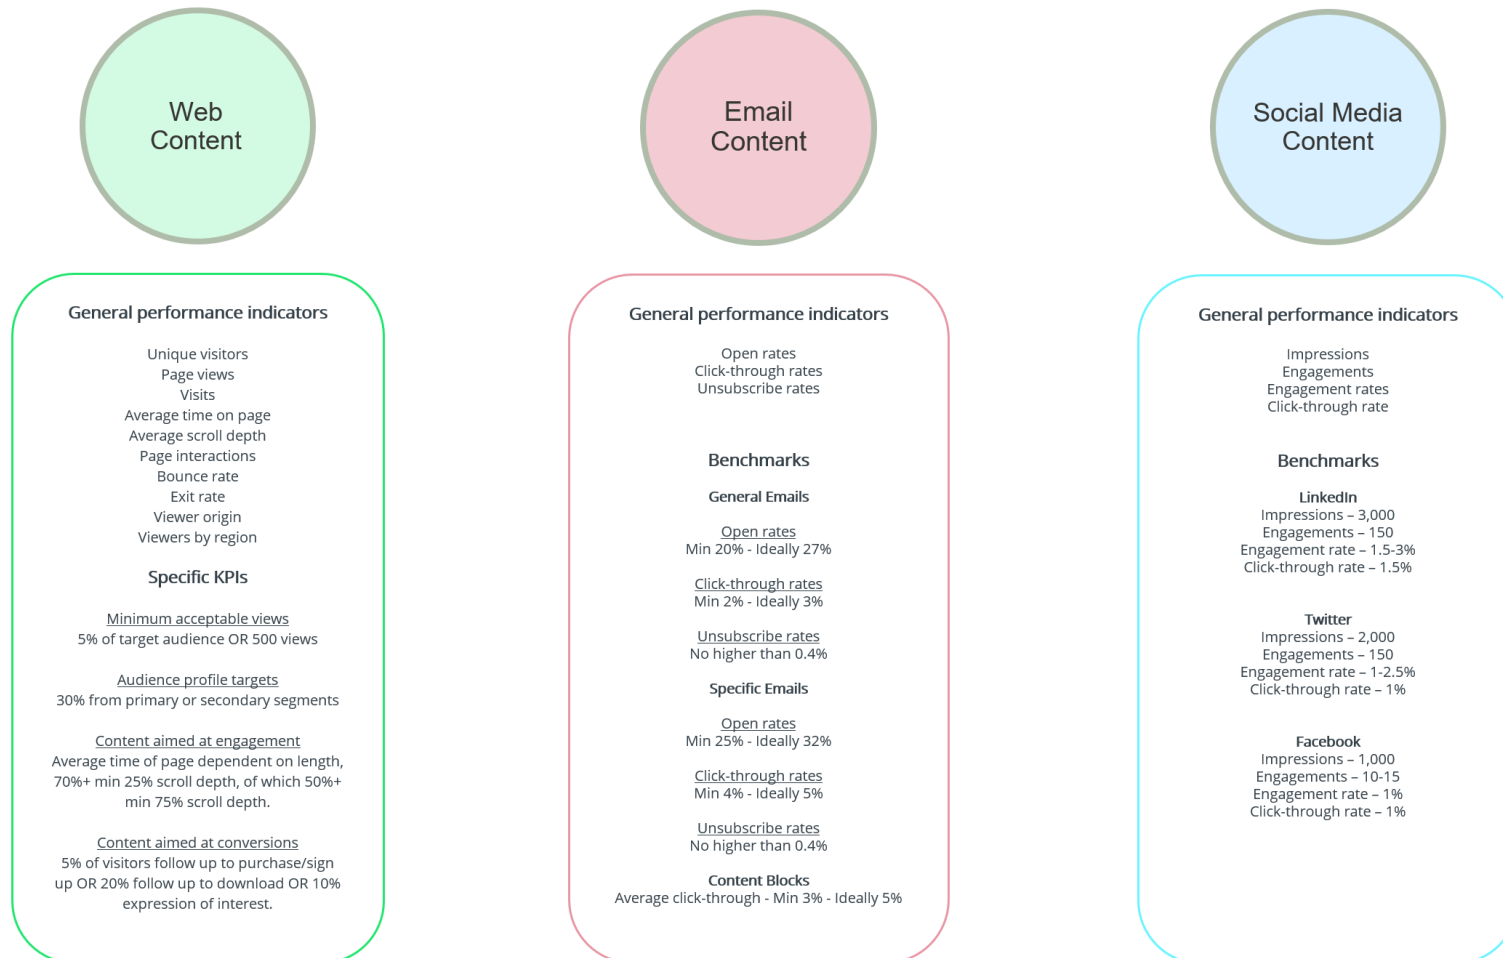 Web
Content
General performance indicators
Unique visitors
Page views
Visits
Average time on page
Average scroll depth
Page interactions
Bounce rate
Exit rate
Viewer origin
Viewers by region
Specific KPIs
Minimum acceptable views
5% of target audience OR 500 views
Audience profile targets
30% from primary or secondary segments
Content aimed at engagement
Average time of page dependent on length,
70%+ min 25% scroll depth, of which 50%+
min 75% scroll depth.
Content aimed at conversions
5% of visitors follow up to purchase/sign
up OR 20% follow up to download OR 10%
expression of interest.
Email
Content
General performance indicators
Open rates
Click-through rates
Unsubscribe rates
Benchmarks
General Emails
Open rates
Min 20% - Ideally 27%
Click-through rates
Min 2% - Ideally 3%
Unsubscribe rates
No higher than 0.4%
Specific Emails
Open rates
Min 25% - Ideally 32%
Click-through rates
Min 4% - Ideally 5%
Unsubscribe rates
No higher than 0.4%
Content Blocks
Average click-through - Min 3% - Ideally 5%
Social Media
Content
General performance indicators
Impressions
Engagements
Engagement rates
Click-through rate
Benchmarks
LinkedIn
Impressions – 3,000
Engagements – 150
Engagement rate – 1.5-3%
Click-through rate – 1.5%
Twitter
Impressions – 2,000
Engagements – 150
Engagement rate – 1-2.5%
Click-through rate – 1%
Facebook
Impressions – 1,000
Engagements – 10-15
Engagement rate – 1%
Click-through rate – 1%